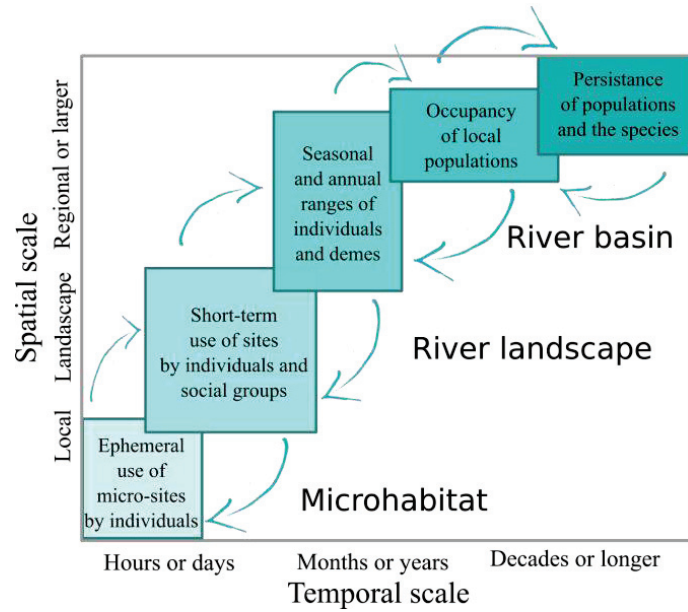 Persistance
of populations
and the species
Occupancy
of local
populations
Seasonal
and annual
ranges of
individuals
and demes
River basin
Short-term
use of sites
by individuals and
social groups
River landscape
Ephemeral
use of
micro-sites
by individuals
Microhabitat
Spatial scale
Regional or larger
Landascape
Local
Hours or days
Months or years
Decades or longer
Temporal scale